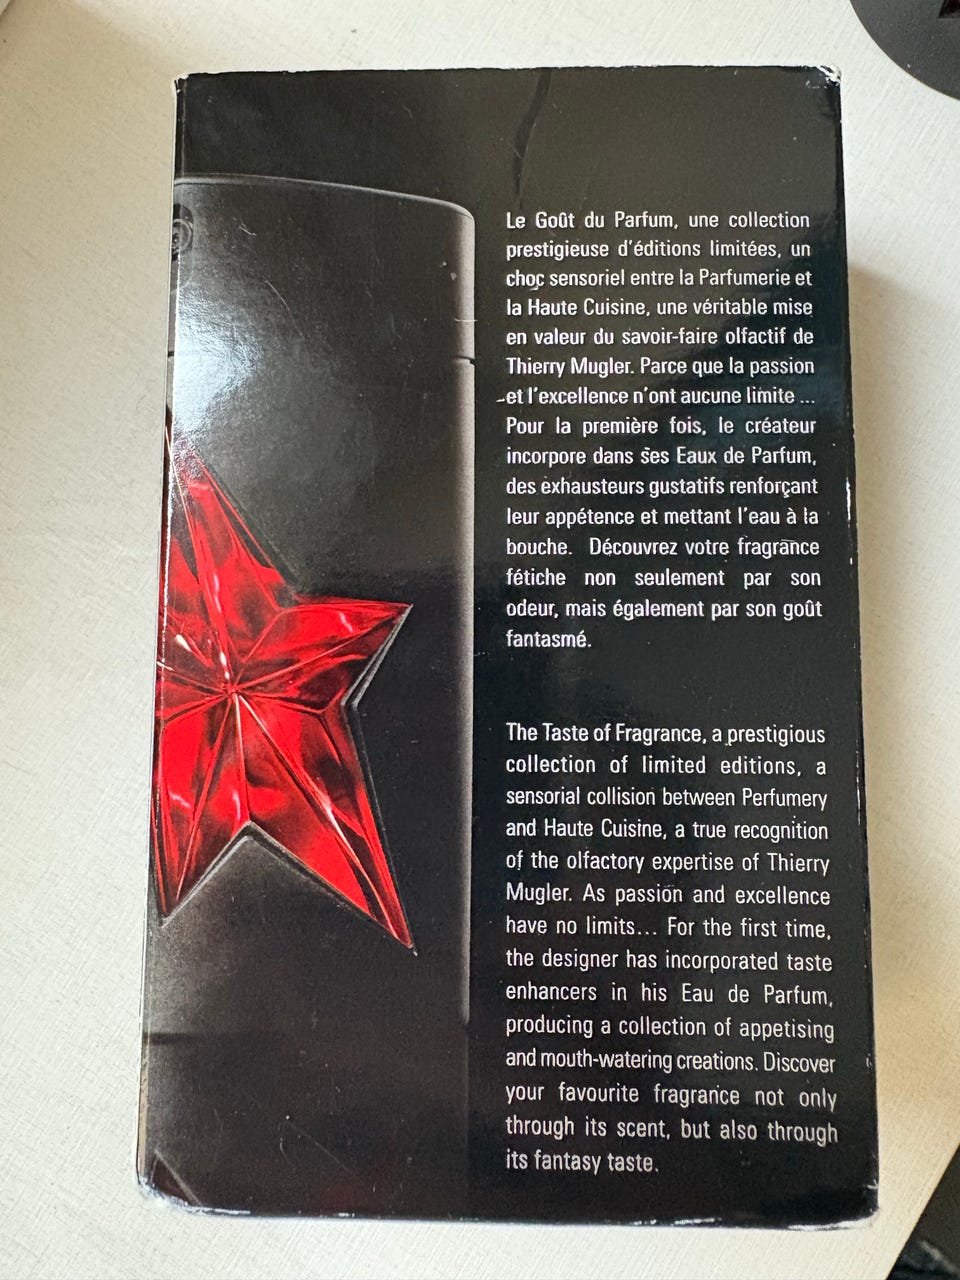 Le Goût du Parfum, une collection
prestigieuse d'éditions limitées, un
choc sensoriel entre la Parfumerie et
la Haute Cuisine, une véritable mise
en valeur du savoir-faire olfactif de
Thierry Mugler. Parce que la passion
et l'excellence n'ont aucune limite ...
Pour la première fois, le créateur
incorpore dans ses Eaux de Parfum,
des exhausteurs gustatifs renforçant
leur appétence et mettant l'eau à la
bouche. Découvrez votre fragrance
fétiche non seulement par son
odeur, mais également par son goût
fantasmé.
The Taste of Fragrance, a prestigious
collection of limited editions, a
sensorial collision between Perfumery
and Haute Cuisine, a true recognition
of the olfactory expertise of Thierry
Mugler. As passion and excellence
have no limits... For the first time,
the designer has incorporated taste
enhancers in his Eau de Parfum,
producing a collection of appetising
and mouth-watering creations. Discover
your favourite fragrance not only
through its scent, but also through
its fantasy taste.